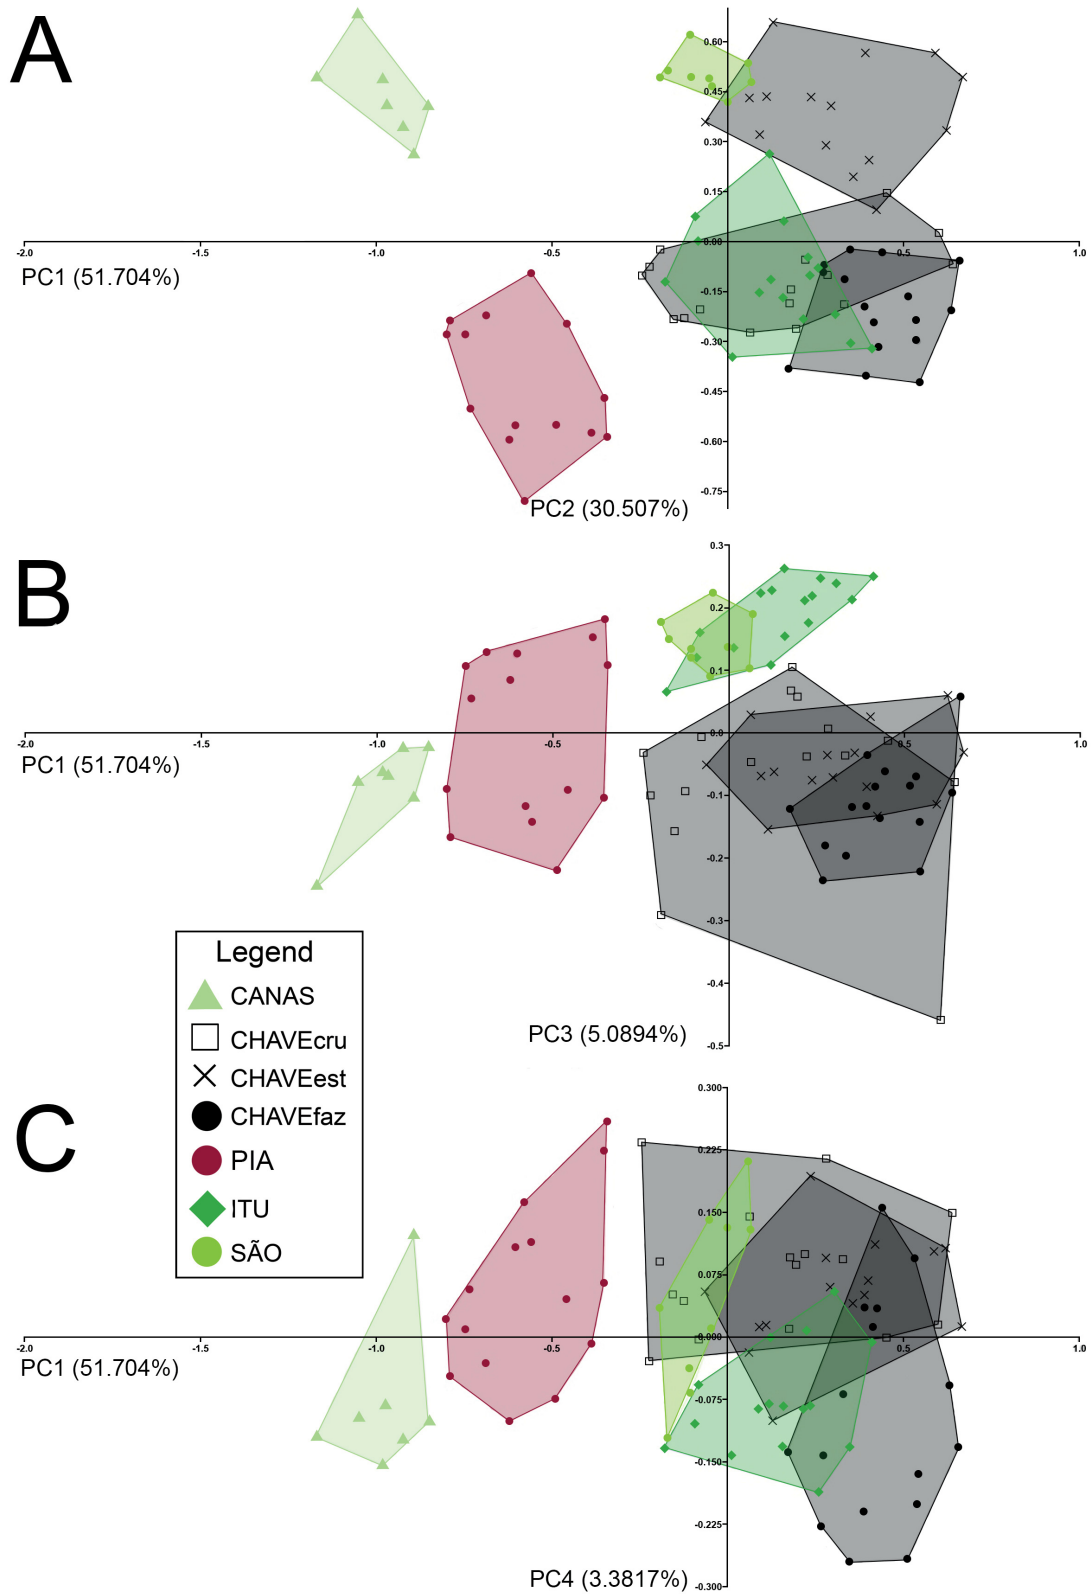 A
0.60
0.45
0.30
0.15
0.00
-2.0 -1.5 -1.0 -0.5 0.5 1.0
PC1 (51.704%)
-0.15
-0.30
-0.45
-0.60
-0.75
PC2 (30.507%)
B
0.3
0.2
0.1
0.0
-2.0 -1.5 -1.0 -0.5 0.5 1.0
PC1 (51.704%)
-0.1
-0.2
-0.3
-0.4
-0.5
PC3 (5.0894%)
Legend
CANAS
CHAVEcru
CHAVEest
CHAVEfaz
PIA
ITU
SÃO
C
0.300
0.225
0.150
0.075
0.000
-2.0 -1.5 -1.0 -0.5 0.5 1.0
PC1 (51.704%)
-0.075
-0.150
-0.225
-0.300
PC4 (3.3817%)